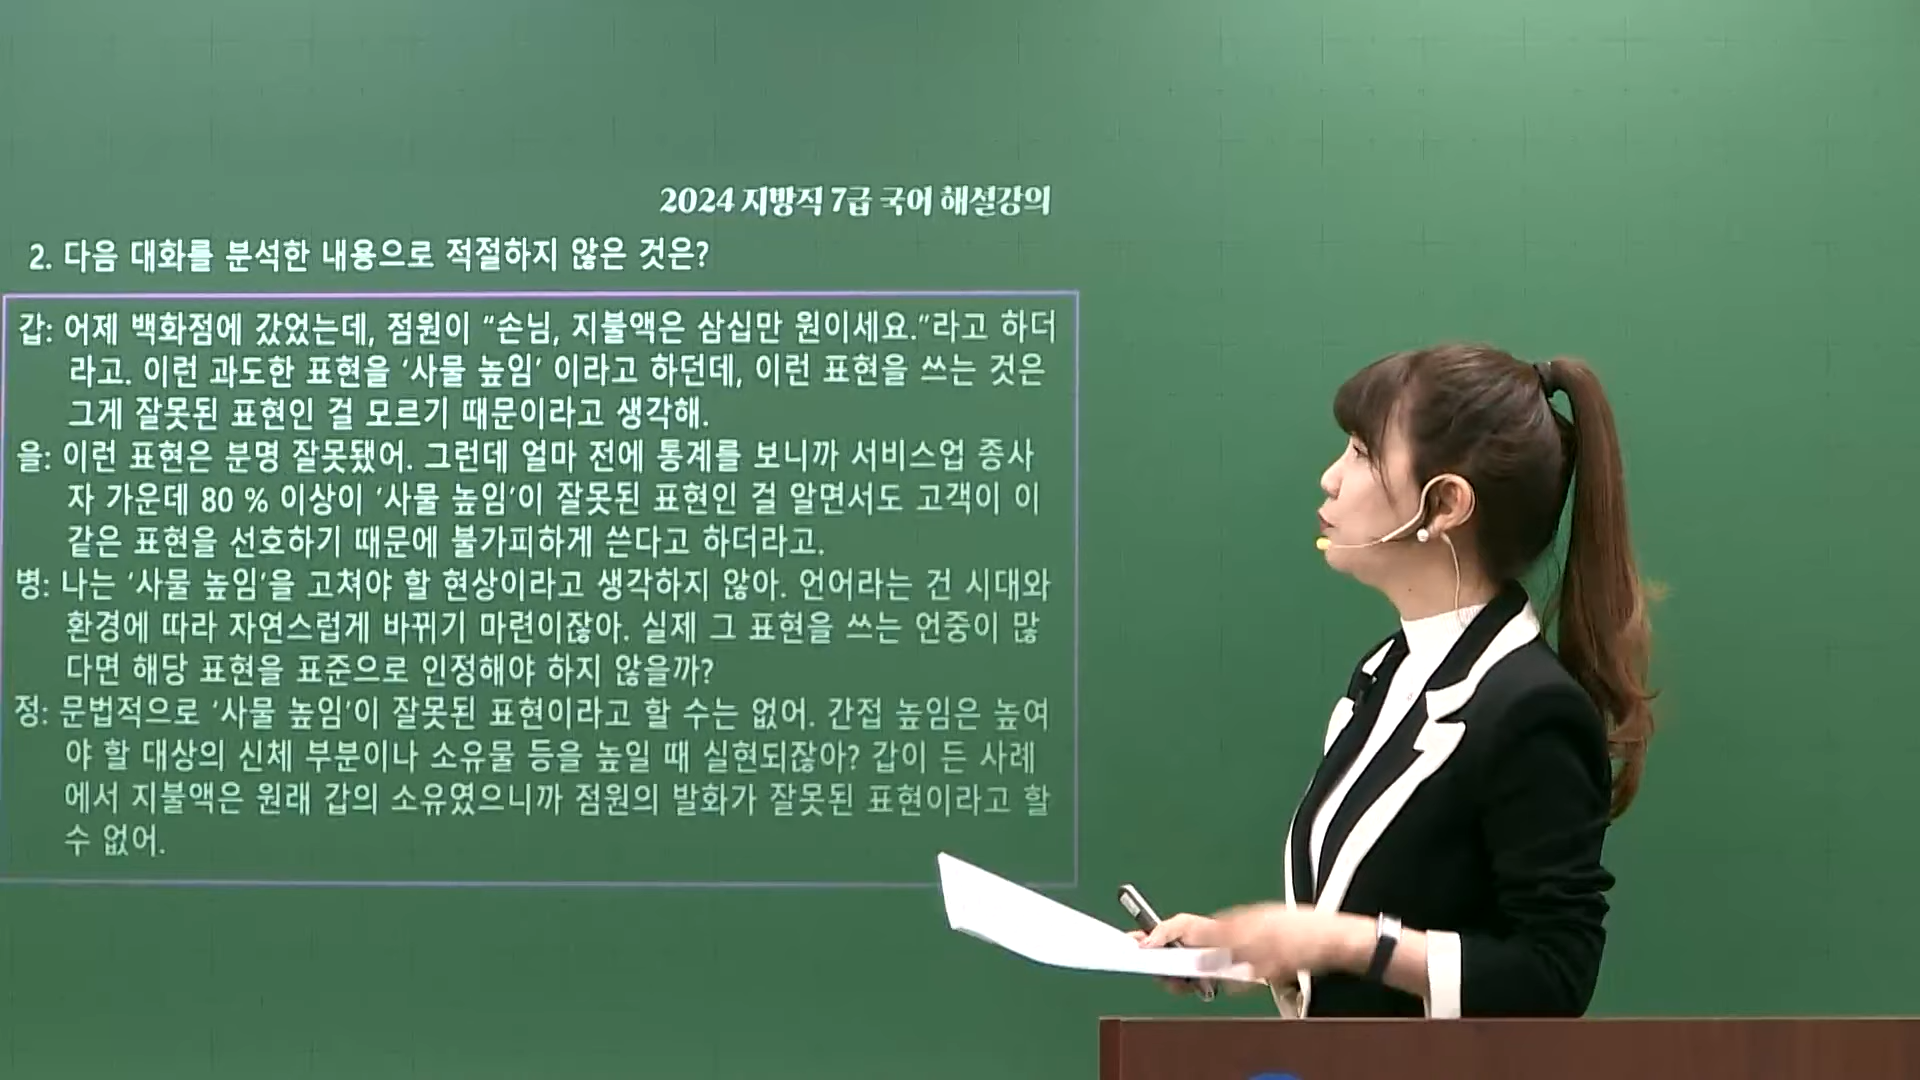 2024 지방직 7급 국어 해설강의
2. 다음 대화를 분석한 내용으로 적절하지 않은 것은?
갑: 어제 백화점에 갔었는데, 점원이 “손님, 지불액은 삼십만 원이세요.”라고 하더
라고. 이런 과도한 표현을 ‘사물 높임’ 이라고 하던데, 이런 표현을 쓰는 것은
그게 잘못된 표현인 걸 모르기 때문이라고 생각해.
을: 이런 표현은 분명 잘못됐어. 그런데 얼마 전에 통계를 보니까 서비스업 종사
자 가운데 80 % 이상이 ‘사물 높임’이 잘못된 표현인 걸 알면서도 고객이 이
같은 표현을 선호하기 때문에 불가피하게 쓴다고 하더라고.
병: 나는 ‘사물 높임’을 고쳐야 할 현상이라고 생각하지 않아. 언어라는 건 시대와
환경에 따라 자연스럽게 바뀌기 마련이잖아. 실제 그 표현을 쓰는 언중이 많
다면 해당 표현을 표준으로 인정해야 하지 않을까?
정: 문법적으로 ‘사물 높임’이 잘못된 표현이라고 할 수는 없어. 간접 높임은 높여
야 할 대상의 신체 부분이나 소유물 등을 높일 때 실현되잖아? 갑이 든 사례
에서 지불액은 원래 갑의 소유였으니까 점원의 발화가 잘못된 표현이라고 할
수 없어.